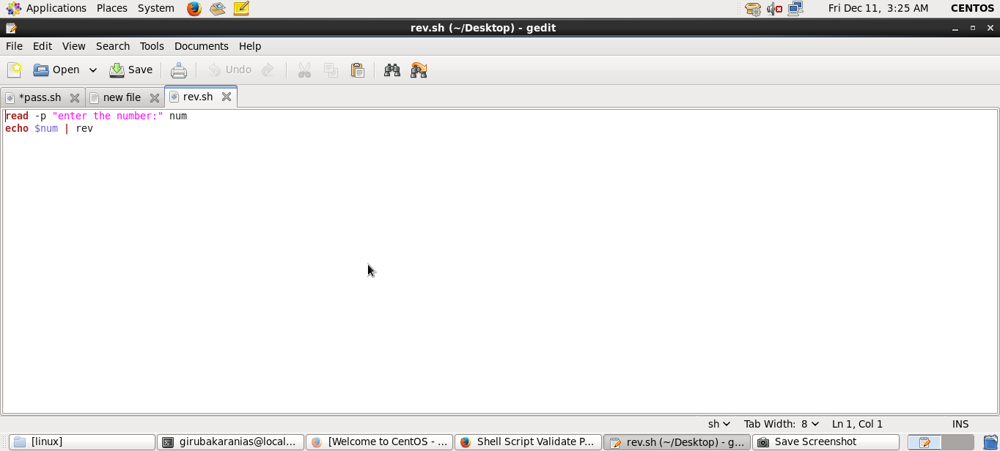 Applications Places System Fri Dec 11, 3:25 AM CENTOS
rev.sh (~/Desktop) - gedit
File Edit View Search Tools Documents Help
Open Save Undo
*pass.sh new file rev.sh
read -p "enter the number:" num
echo $num | rev
sh Tab Width: 8 Ln 1, Col 1 INS
[linux] girubakaranias@local... [Welcome to CentOS - ... Shell Script Validate P... rev.sh (~/Desktop) - g... Save Screenshot